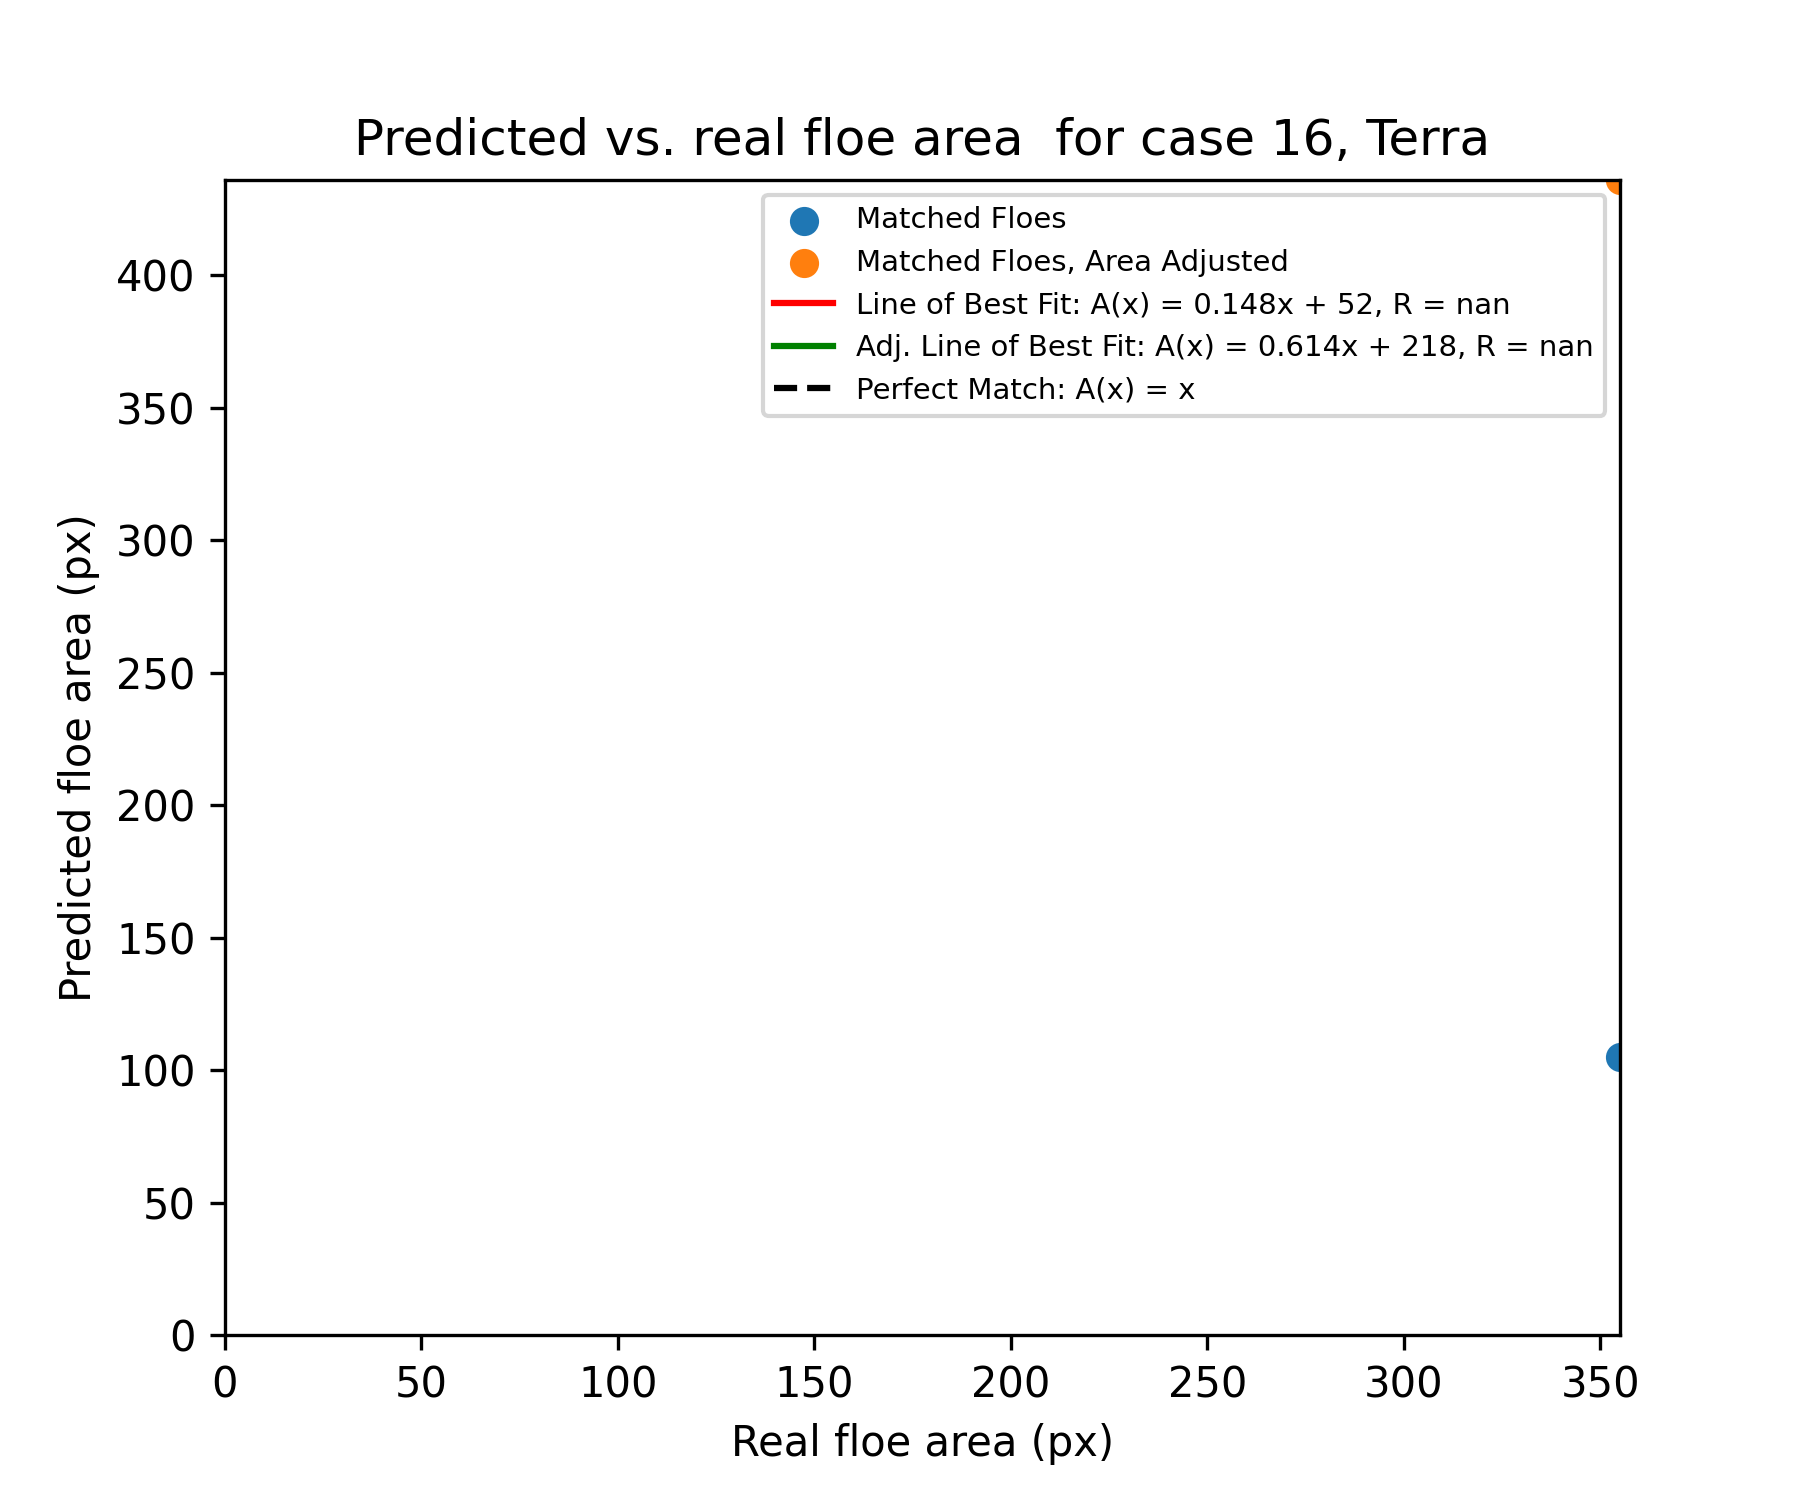 Predicted vs. real floe area  for case 16, Terra
Matched Floes
Matched Floes, Area Adjusted
Line of Best Fit: A(x) = 0.148x + 52, R = nan
Adj. Line of Best Fit: A(x) = 0.614x + 218, R = nan
Perfect Match: A(x) = x
Predicted floe area (px)
400
350
300
250
200
150
100
50
0
0 50 100 150 200 250 300 350
Real floe area (px)